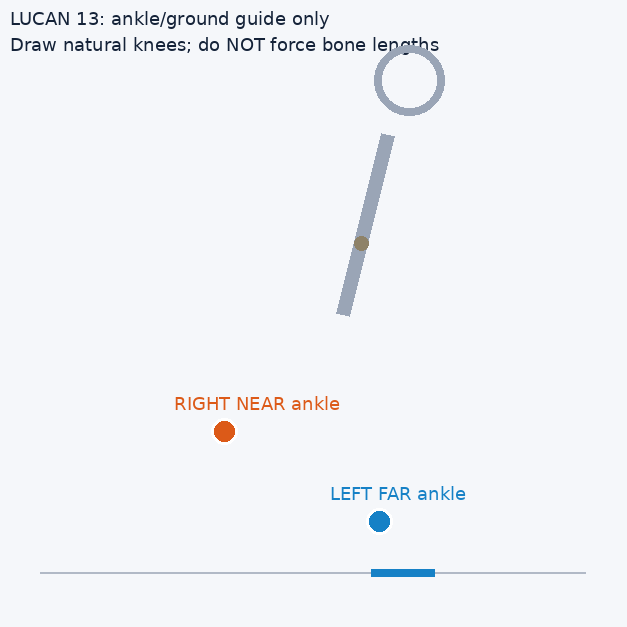 LUCAN 13: ankle/ground guide only
Draw natural knees; do NOT force bone lengths
RIGHT NEAR ankle
LEFT FAR ankle